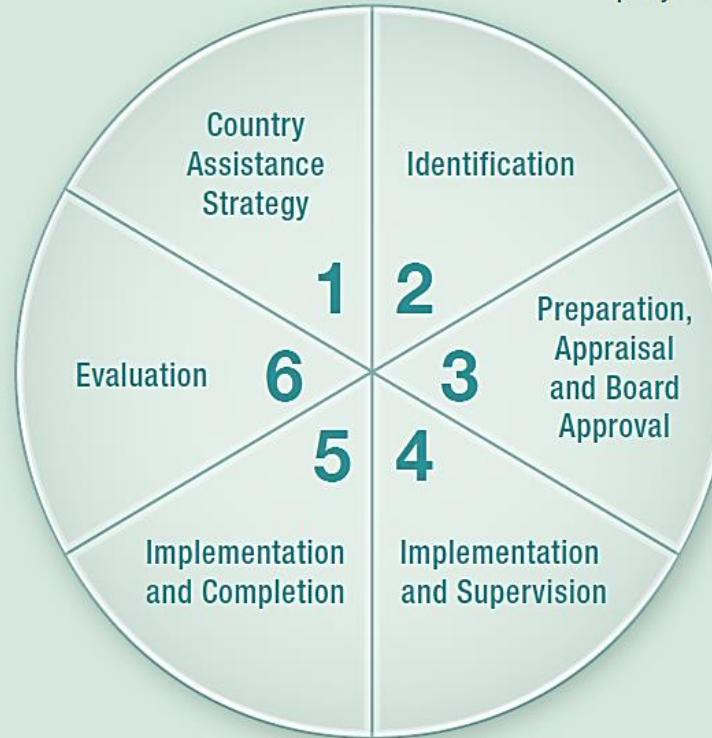 Country
Assistance
Strategy
1
Identification
2
Preparation,
Appraisal
and Board
Approval
3
Implementation
and Supervision
4
Implementation
and Completion
5
Evaluation
6